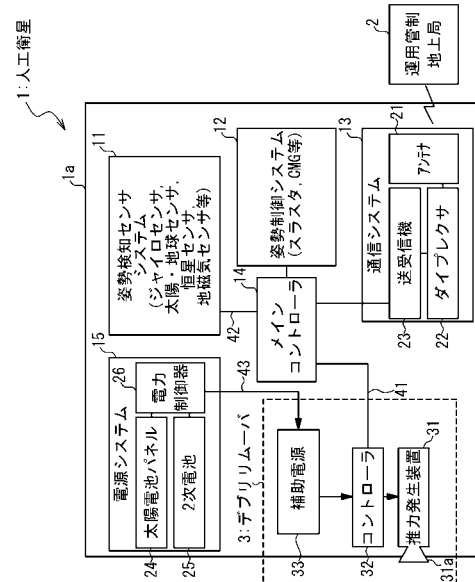 1:人工衛星
1a
11
姿勢検知センサ
システム
(ジャイロセンサ,
太陽・地球センサ,
恒星センサ,
地磁気センサ等)
12
姿勢制御システム
(スラスタ,CMG等)
13
通信システム
21
アンテナ
送受信機
ダイプレクサ
23
22
2
運用管制
地上局
14
メイン
コントローラ
42
43
41
15
電源システム
26
電力
制御器
太陽電池パネル
2次電池
24
25
3:デブリリムーバ
補助電源
33
コントローラ
32
推力発生装置
31
31a